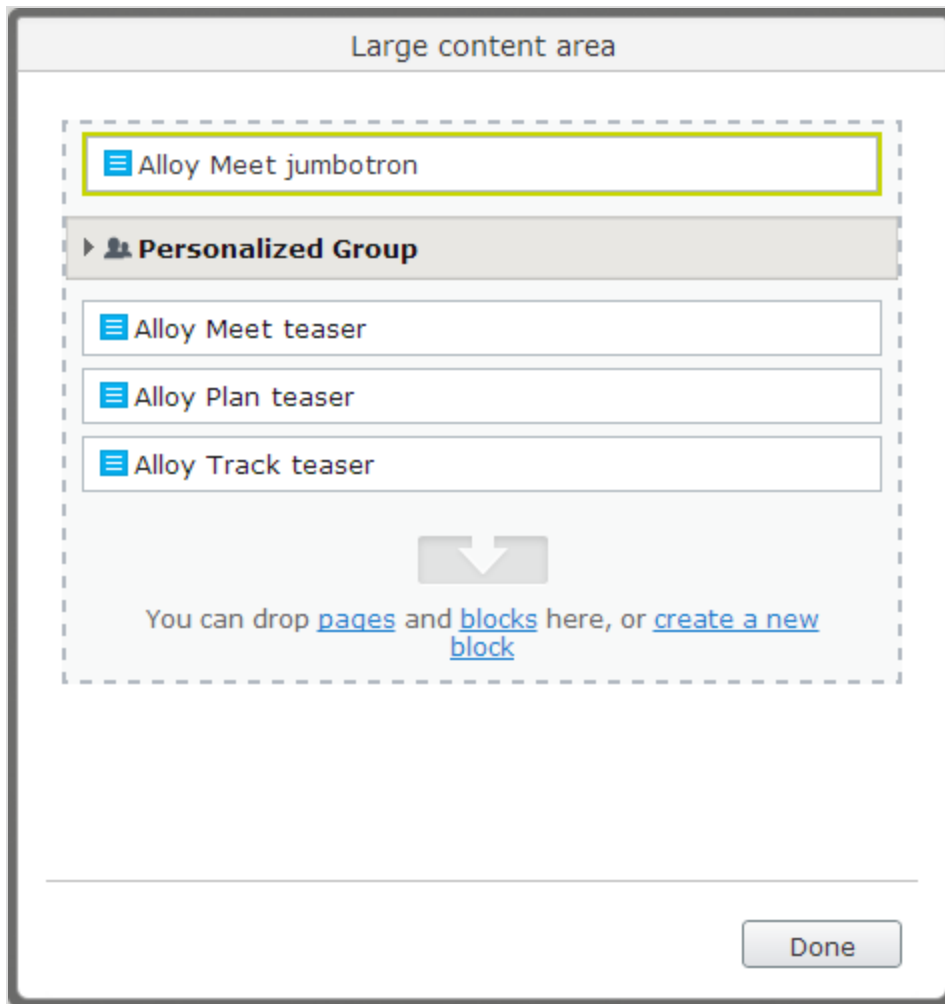 Large content area
Alloy Meet jumbotron
Personalized Group
Alloy Meet teaser
Alloy Plan teaser
Alloy Track teaser
You can drop pages and blocks here, or create a new
block
Done